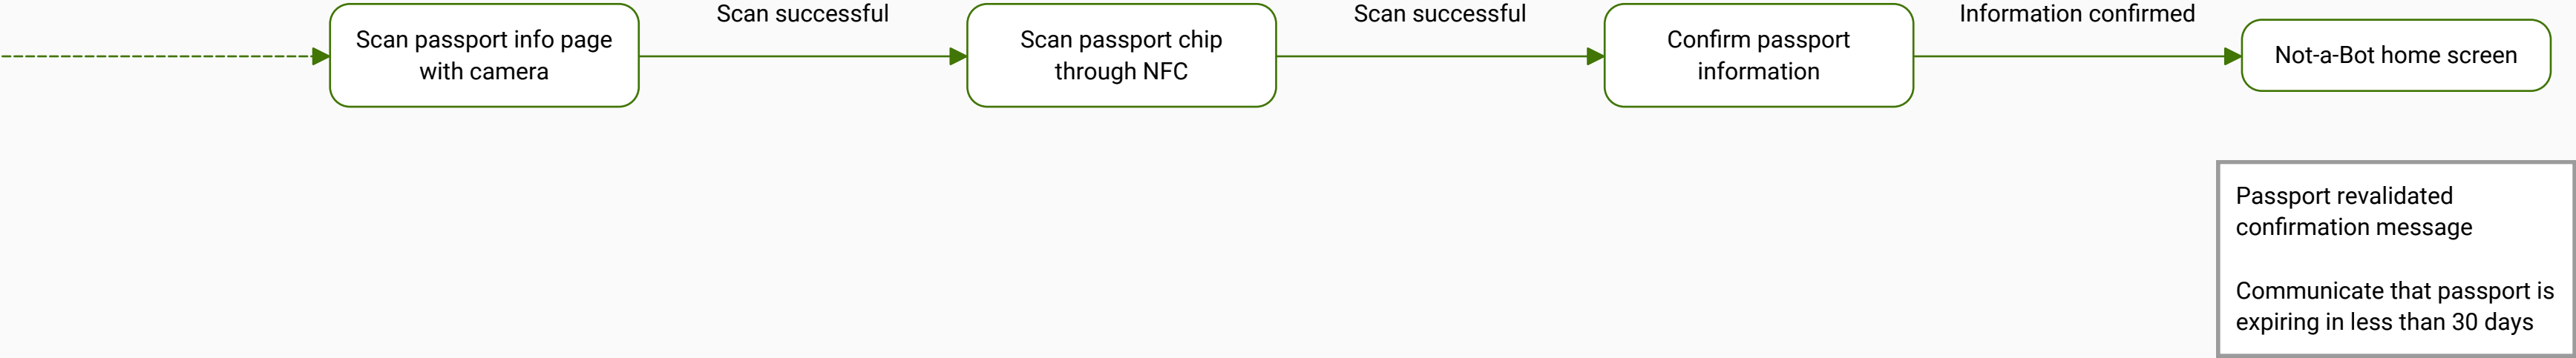 Scan passport info page
with camera
Scan successful
Scan passport chip
through NFC
Scan successful
Confirm passport
information
Information confirmed
Not-a-Bot home screen
Passport revalidated
confirmation message
Communicate that passport is
expiring in less than 30 days